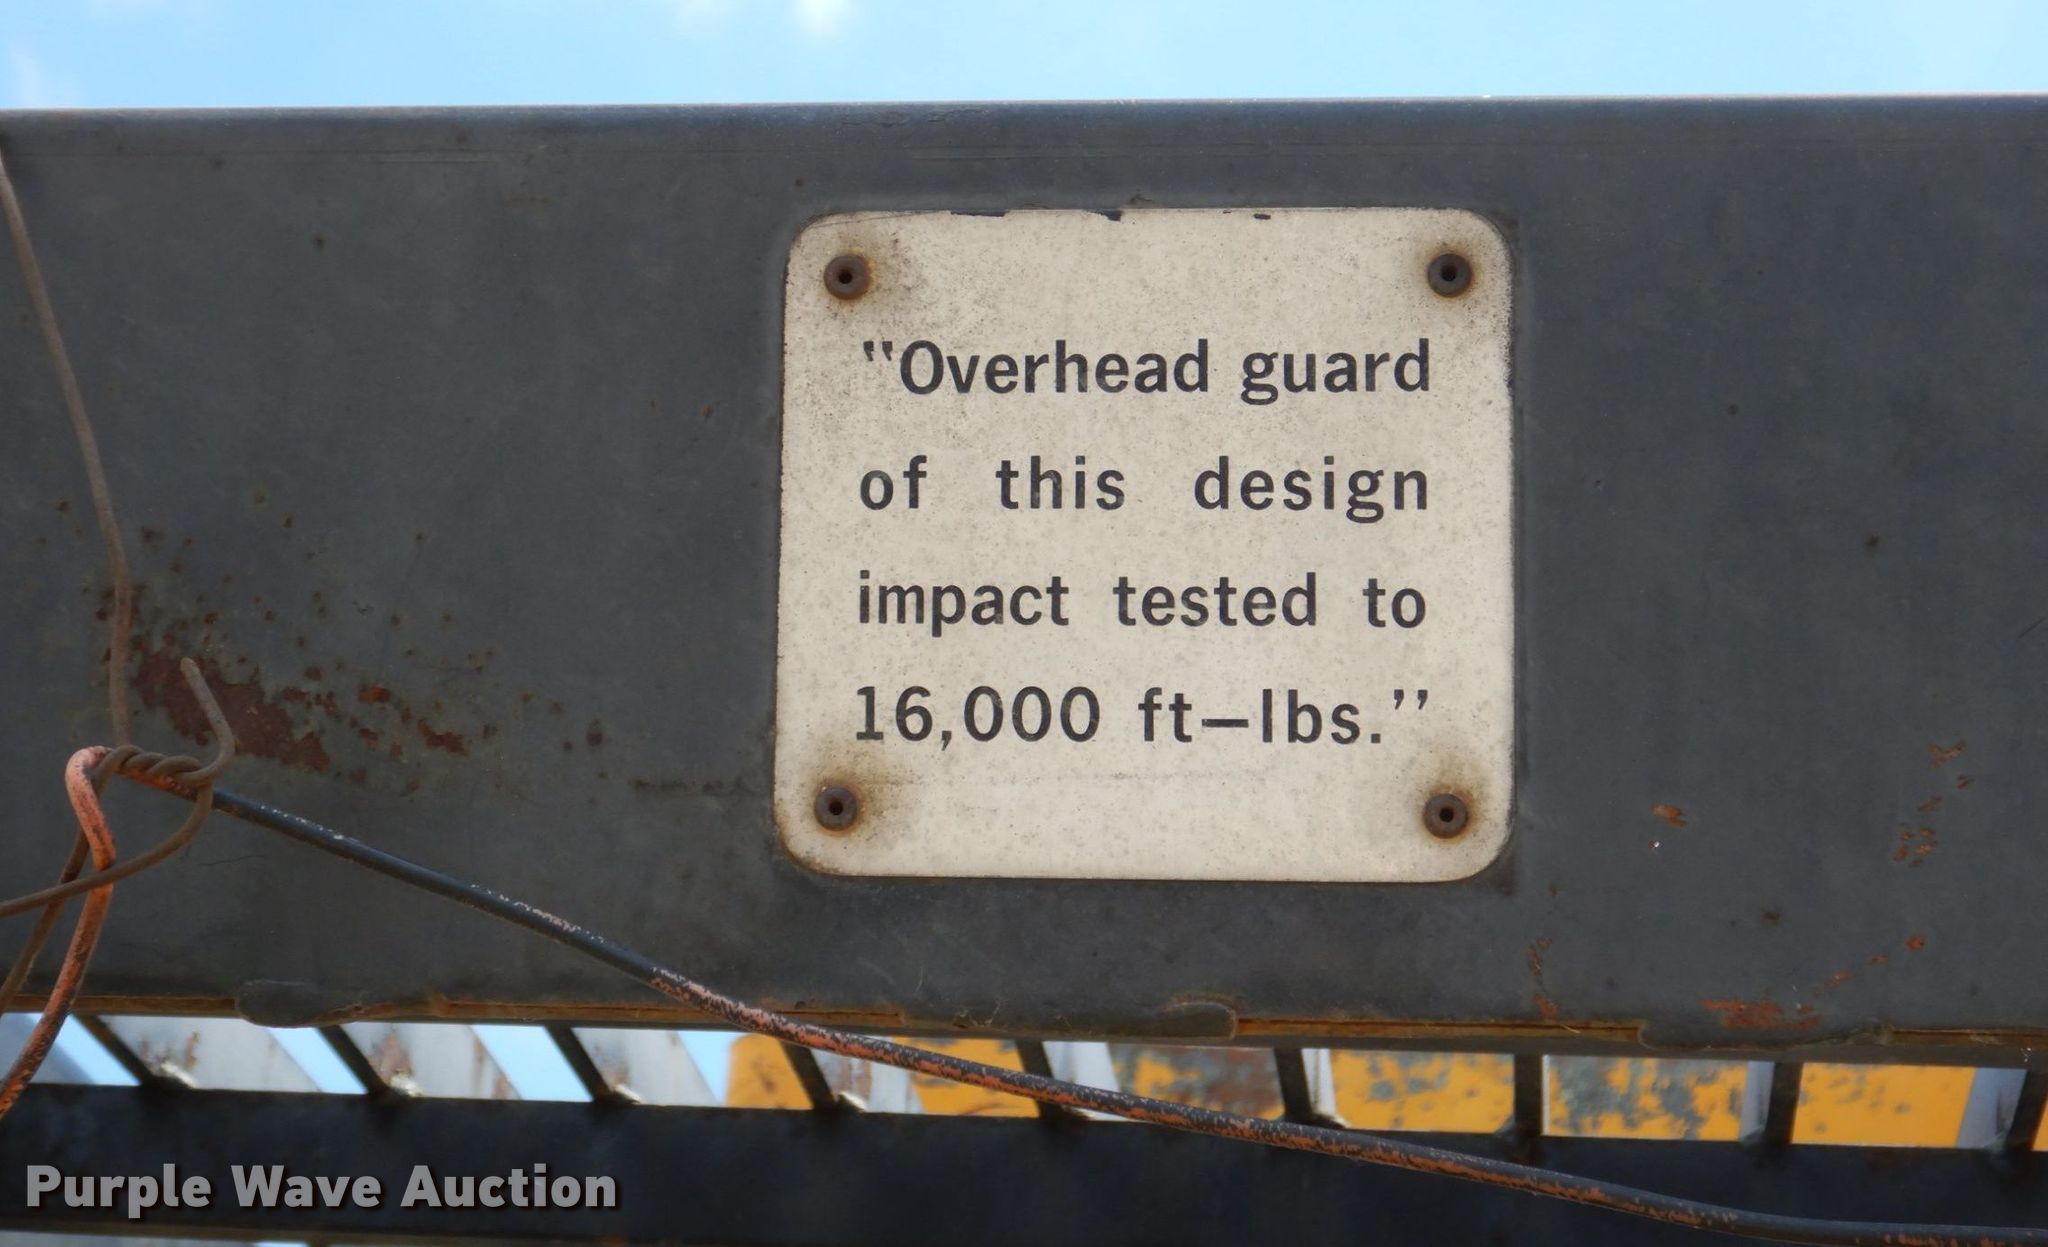 "Overhead guard
of this design
impact tested to
16,000 ft-lbs."
Purple Wave Auction